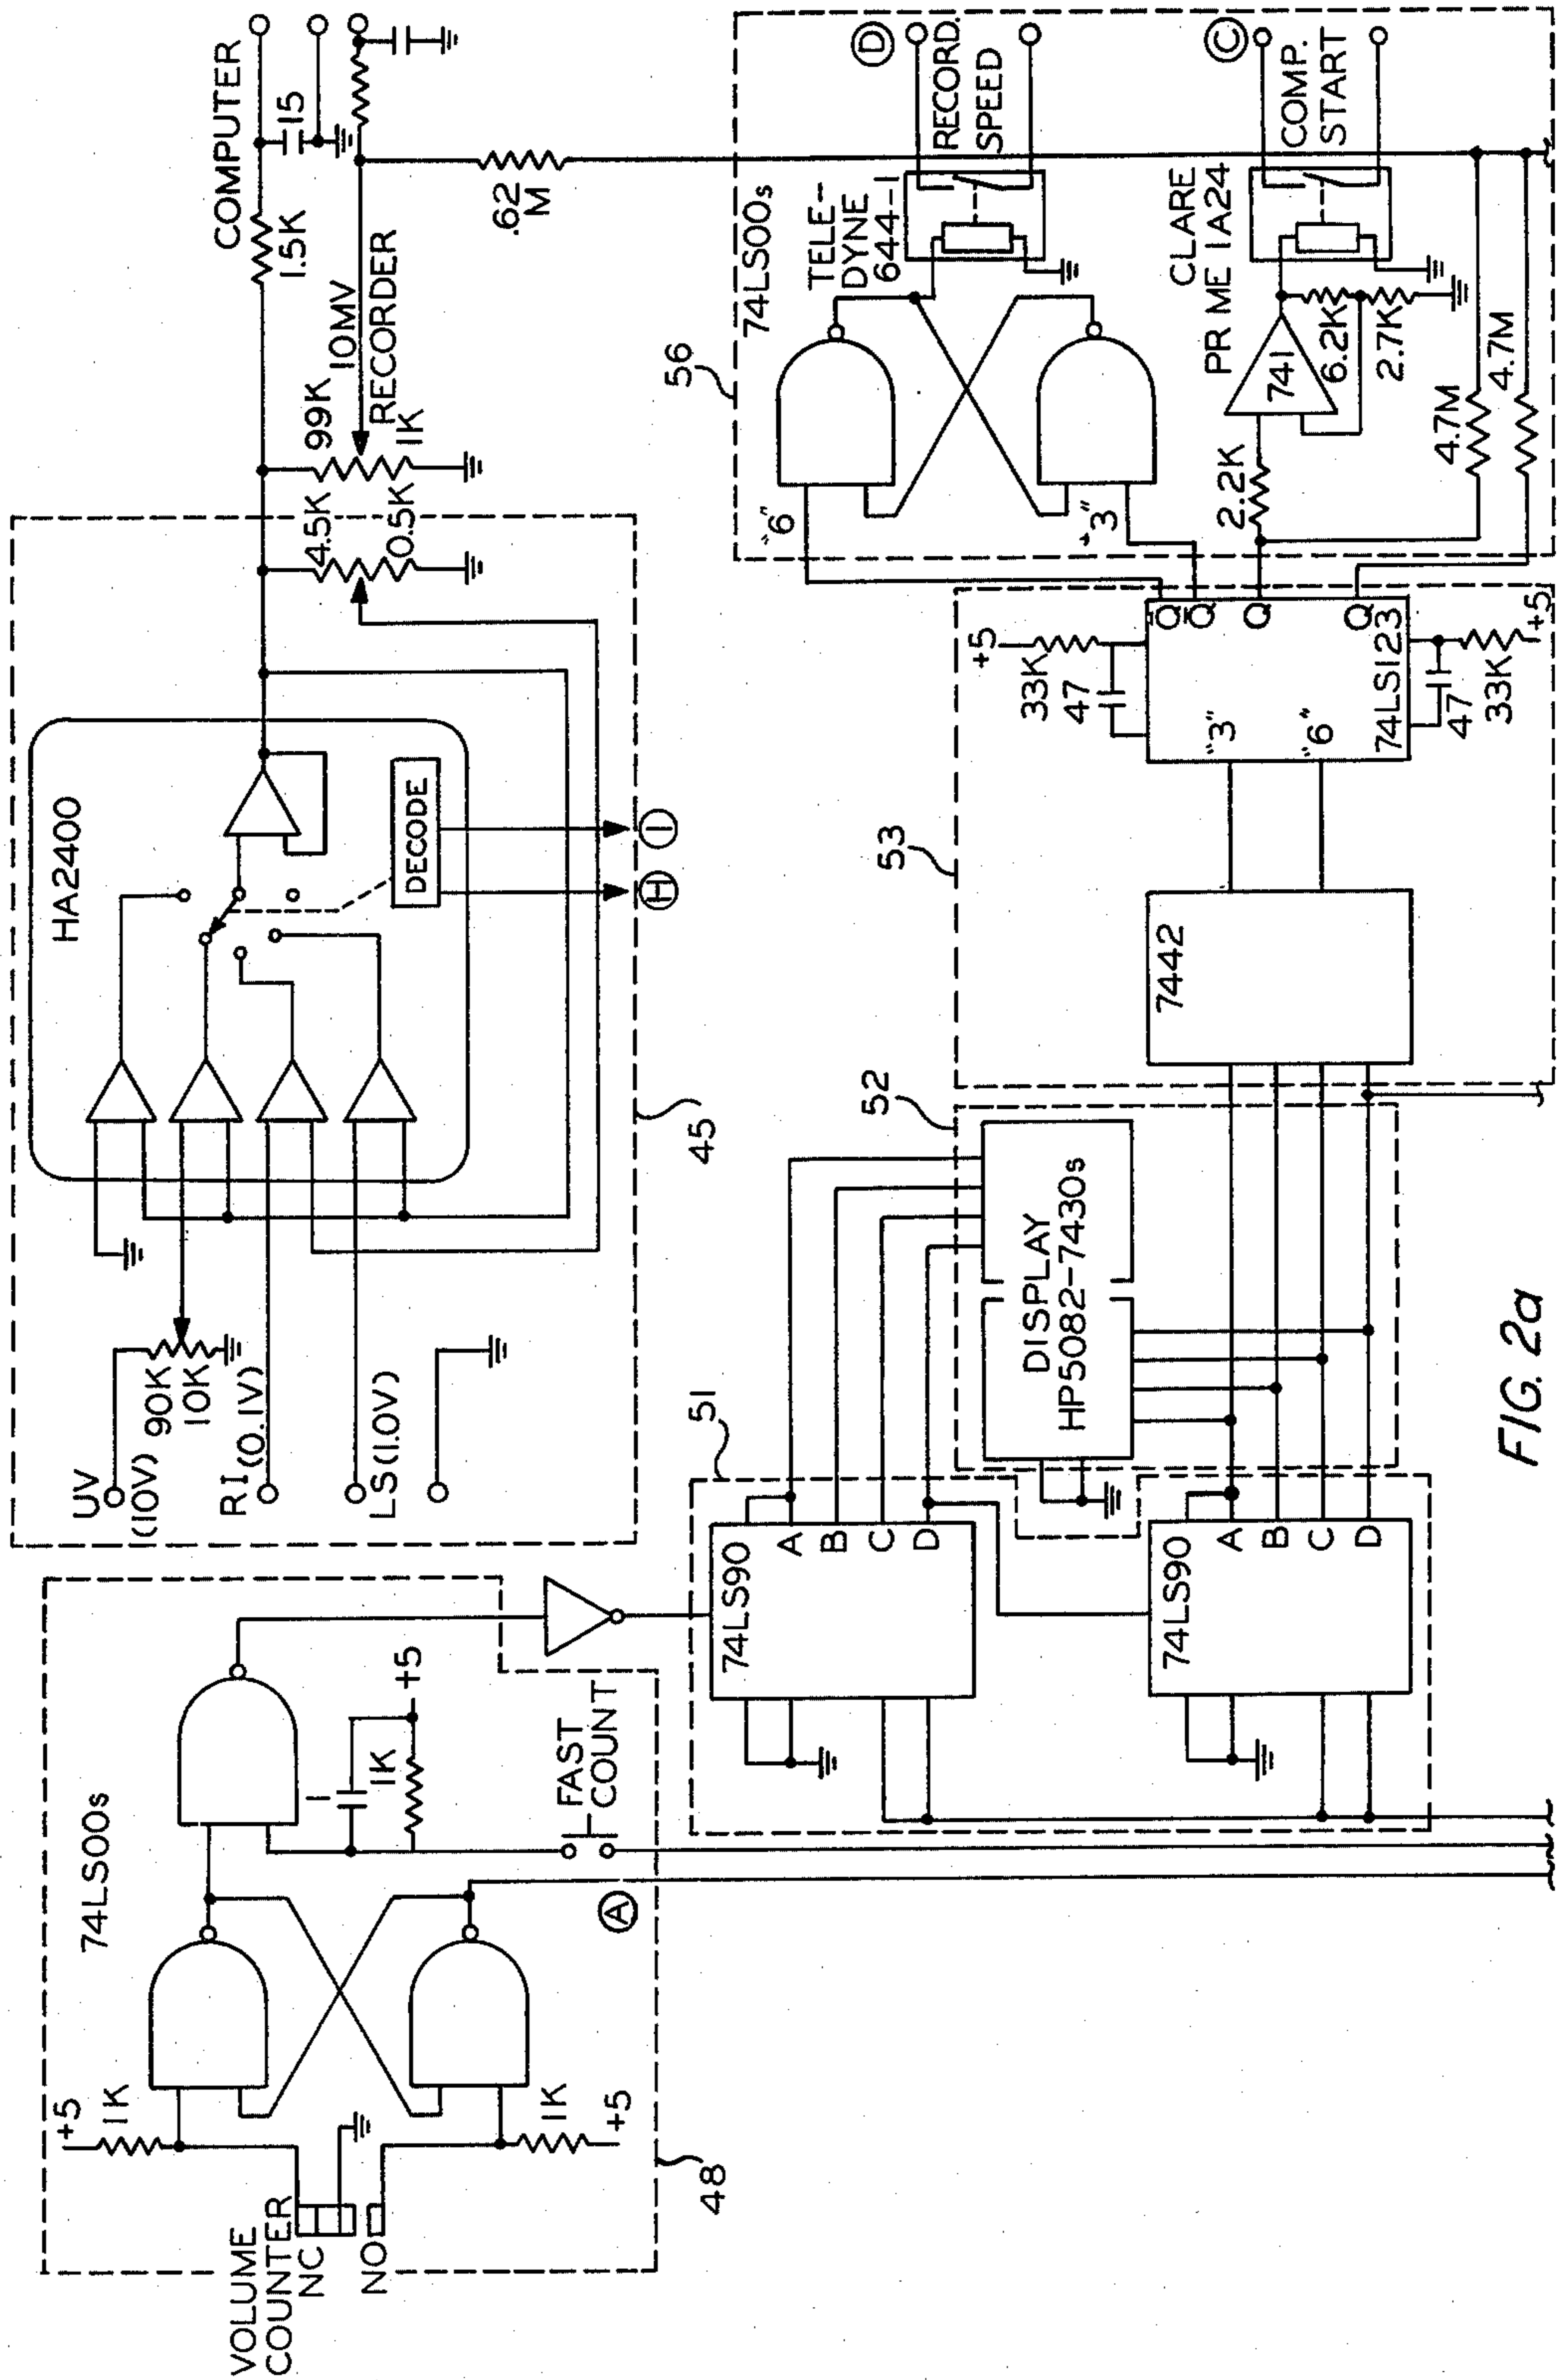 COMPUTER
15
1.5K
10MV
RECORDER
99K
1K
.62
M
4.5K
0.5K
HA2400
DECODE
I
H
UV
(10V)
90K
10K
RI (0.1V)
LS (1.0V)
45
74LS00s
+5
1K
VOLUME
COUNTER
NC
NO
1K
+5
1
1K
+5
FAST
COUNT
A
48
56
74LS00s
TELE-
DYNE
644-1
D
RECORD.
SPEED
"6"
"3"
CLARE
PR ME 1A24
C
COMP.
START
2.2K
741
6.2K
2.7K
4.7M
4.7M
53
+5
33K
47
Q̅
Q̅
Q
Q
"3"
"6"
74LS123
47
33K
+5
7442
52
DISPLAY
HP5082-7430s
51
74LS90
A
B
C
D
74LS90
A
B
C
D
FIG. 2a